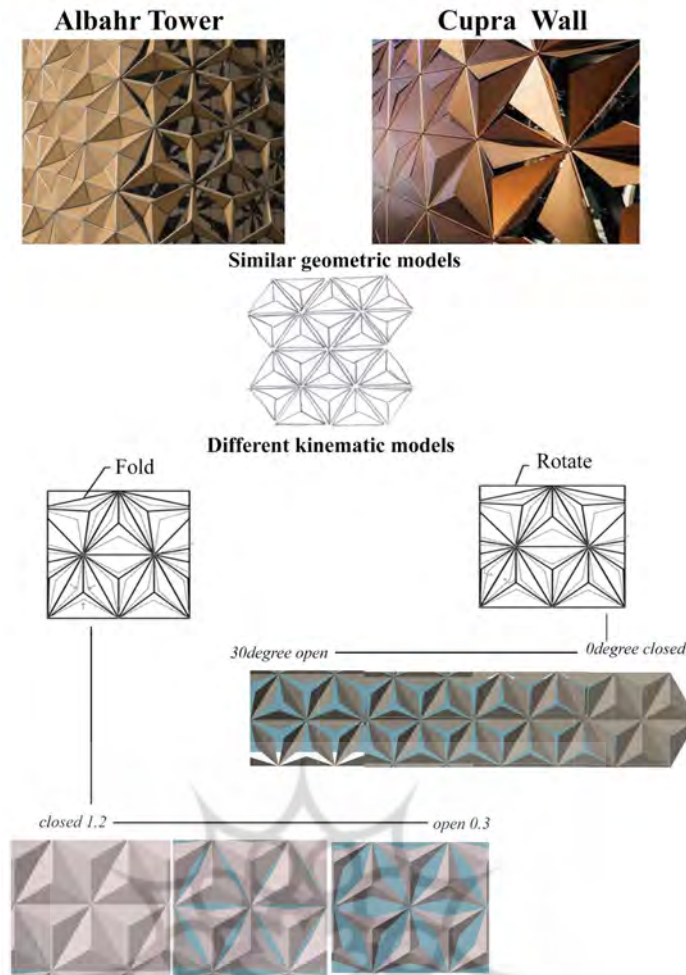 Albahr Tower
Cupra Wall
Similar geometric models
Different kinematic models
Fold
Rotate
30degree open
0degree closed
closed 1.2
open 0.3